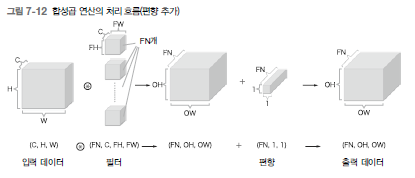 그림 7-12 합성곱 연산의 처리 흐름(편향 추가)
C
H
W
⊛
C
FW
FH
FN개
FN
OH
OW
+
FN
1
1
FN
OH
OW
(C, H, W) ⊛ (FN, C, FH, FW) → (FN, OH, OW) + (FN, 1, 1) → (FN, OH, OW)
입력 데이터 필터 편향 출력 데이터